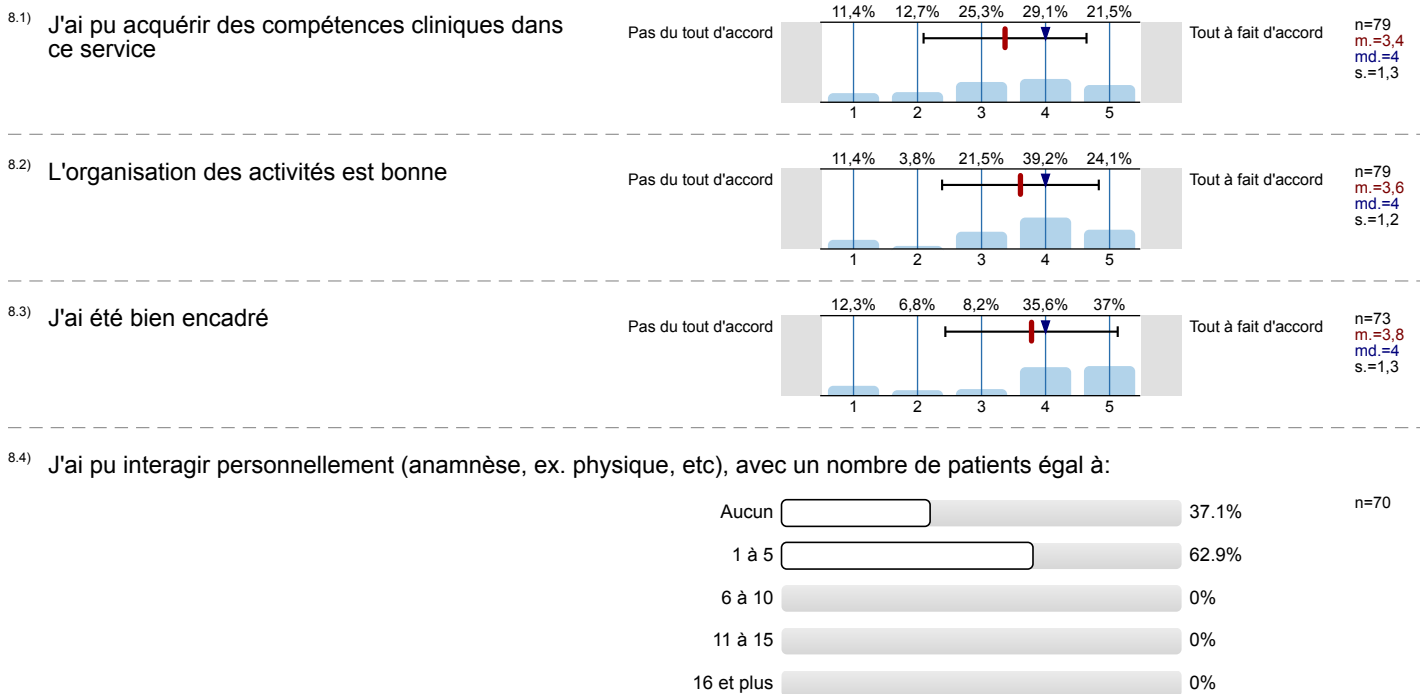 8.1) J'ai pu acquérir des compétences cliniques dans
ce service
Pas du tout d'accord
11,4% 12,7% 25,3% 29,1% 21,5%
1 2 3 4 5
Tout à fait d'accord
n=79
m.=3,4
md.=4
s.=1,3
8.2) L'organisation des activités est bonne
Pas du tout d'accord
11,4% 3,8% 21,5% 39,2% 24,1%
1 2 3 4 5
Tout à fait d'accord
n=79
m.=3,6
md.=4
s.=1,2
8.3) J'ai été bien encadré
Pas du tout d'accord
12,3% 6,8% 8,2% 35,6% 37%
1 2 3 4 5
Tout à fait d'accord
n=73
m.=3,8
md.=4
s.=1,3
8.4) J'ai pu interagir personnellement (anamnèse, ex. physique, etc), avec un nombre de patients égal à:
Aucun 37.1% n=70
1 à 5 62.9%
6 à 10 0%
11 à 15 0%
16 et plus 0%